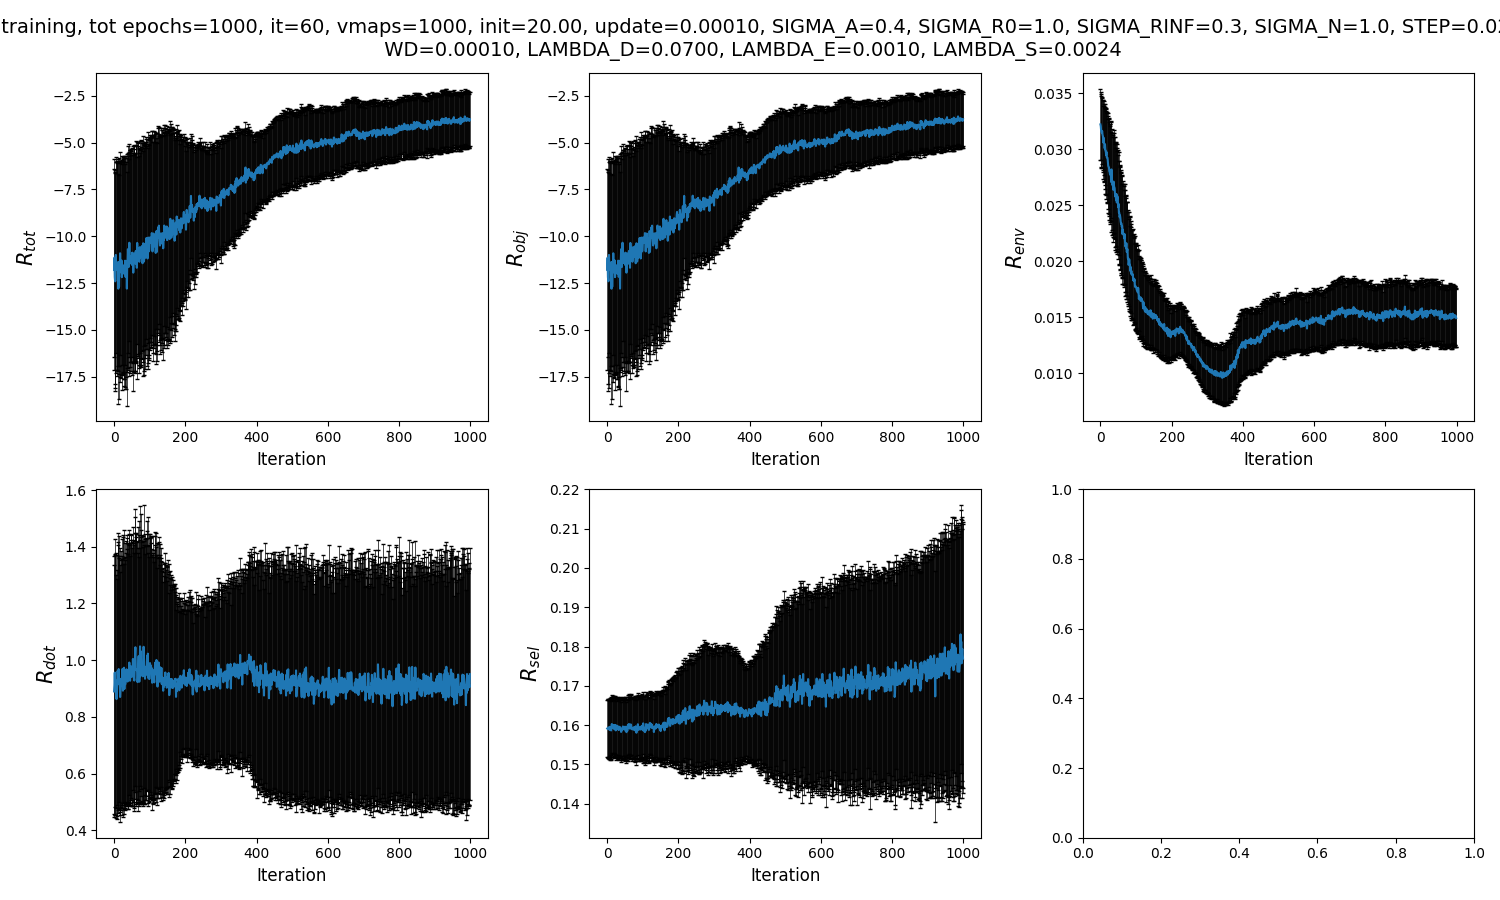 training, tot epochs=1000, it=60, vmaps=1000, init=20.00, update=0.00010, SIGMA_A=0.4, SIGMA_R0=1.0, SIGMA_RINF=0.3, SIGMA_N=1.0, STEP=0.0
WD=0.00010, LAMBDA_D=0.0700, LAMBDA_E=0.0010, LAMBDA_S=0.0024
R_tot
−2.5
−5.0
−7.5
−10.0
−12.5
−15.0
−17.5
0 200 400 600 800 1000
Iteration
R_obj
−2.5
−5.0
−7.5
−10.0
−12.5
−15.0
−17.5
0 200 400 600 800 1000
Iteration
R_env
0.035
0.030
0.025
0.020
0.015
0.010
0 200 400 600 800 1000
Iteration
R_dot
1.6
1.4
1.2
1.0
0.8
0.6
0.4
0 200 400 600 800 1000
Iteration
R_sel
0.22
0.21
0.20
0.19
0.18
0.17
0.16
0.15
0.14
0 200 400 600 800 1000
Iteration
1.0
0.8
0.6
0.4
0.2
0.0
0.0 0.2 0.4 0.6 0.8 1.0